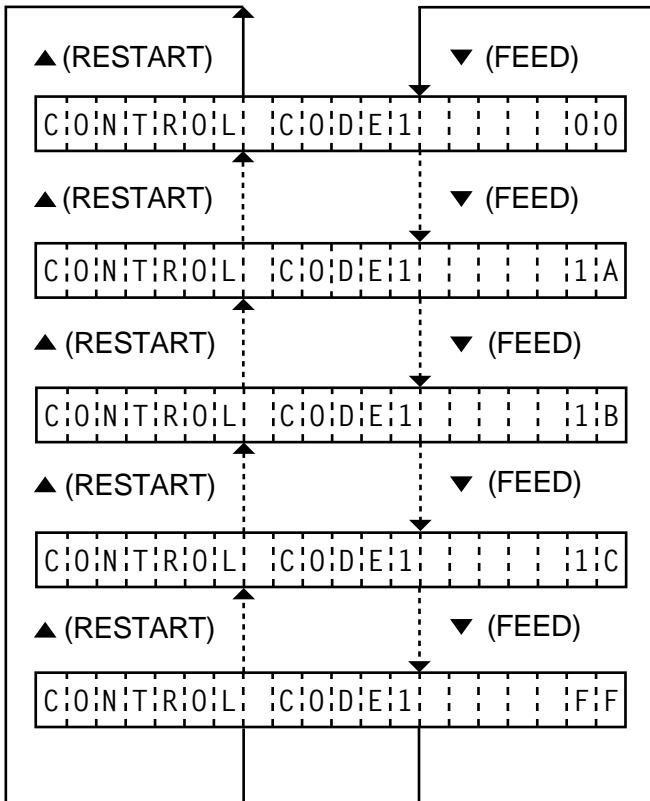 ▲ (RESTART) ▼ (FEED)
CONTROL CODE1 00
▲ (RESTART) ▼ (FEED)
CONTROL CODE1 1A
▲ (RESTART) ▼ (FEED)
CONTROL CODE1 1B
▲ (RESTART) ▼ (FEED)
CONTROL CODE1 1C
▲ (RESTART) ▼ (FEED)
CONTROL CODE1 FF